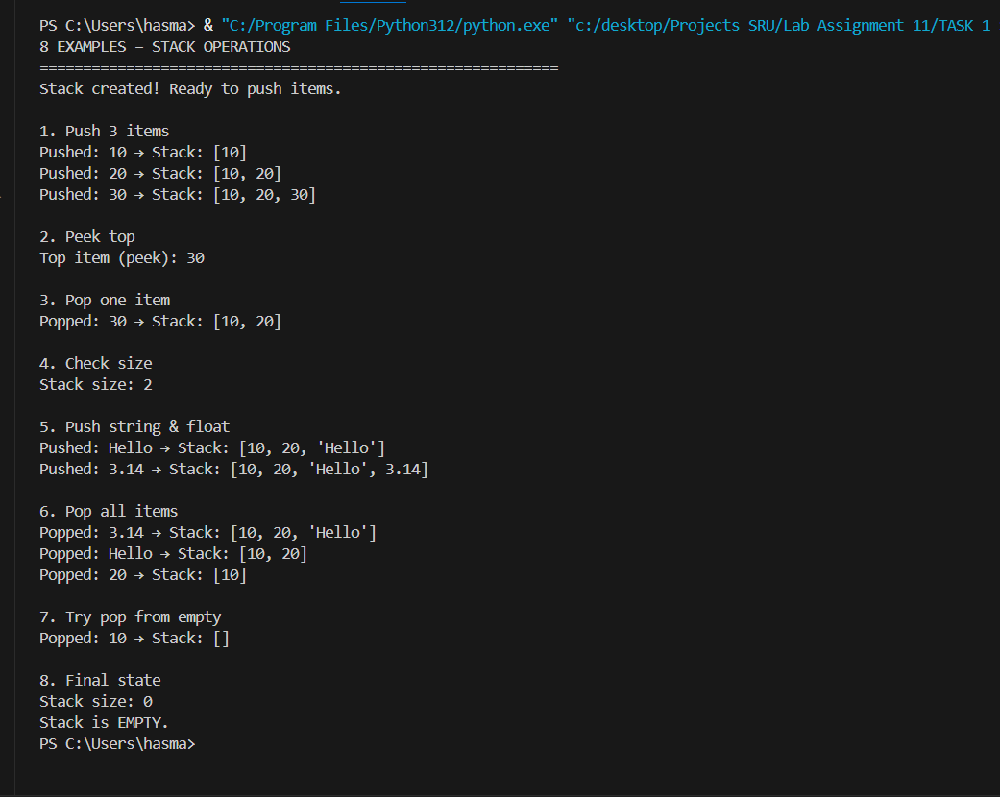 PS C:\Users\hasma> & "C:/Program Files/Python312/python.exe" "c:/desktop/Projects SRU/Lab Assignment 11/TASK 1
8 EXAMPLES – STACK OPERATIONS
============================================================
Stack created! Ready to push items.
1. Push 3 items
Pushed: 10 → Stack: [10]
Pushed: 20 → Stack: [10, 20]
Pushed: 30 → Stack: [10, 20, 30]
2. Peek top
Top item (peek): 30
3. Pop one item
Popped: 30 → Stack: [10, 20]
4. Check size
Stack size: 2
5. Push string & float
Pushed: Hello → Stack: [10, 20, 'Hello']
Pushed: 3.14 → Stack: [10, 20, 'Hello', 3.14]
6. Pop all items
Popped: 3.14 → Stack: [10, 20, 'Hello']
Popped: Hello → Stack: [10, 20]
Popped: 20 → Stack: [10]
7. Try pop from empty
Popped: 10 → Stack: []
8. Final state
Stack size: 0
Stack is EMPTY.
PS C:\Users\hasma>